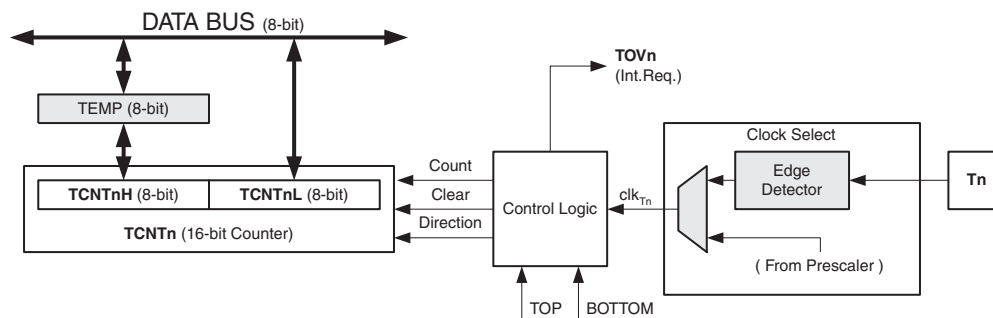 DATA BUS (8-bit)
TOVn
(Int.Req.)
TEMP (8-bit)
Clock Select
Count
Edge
Detector
Tn
TCNTnH (8-bit)
TCNTnL (8-bit)
Clear
Control Logic
clkTn
Direction
TCNTn (16-bit Counter)
( From Prescaler )
TOP
BOTTOM